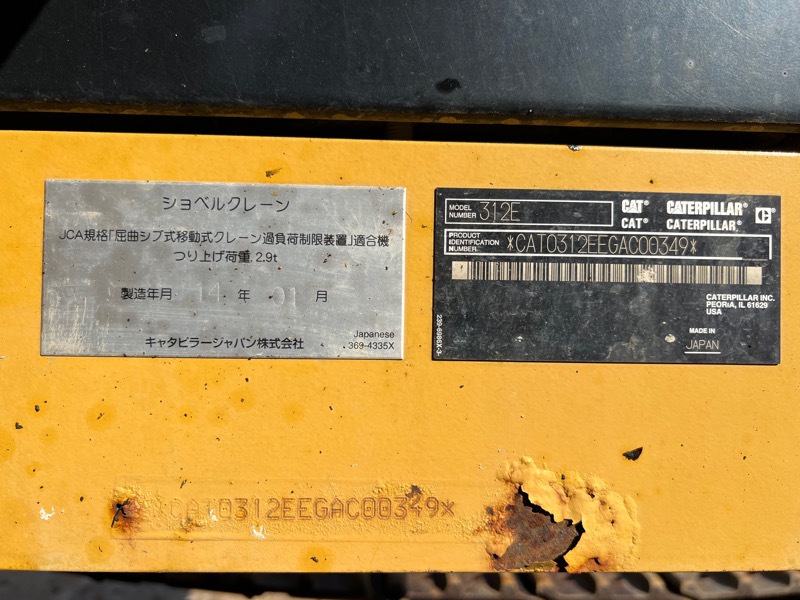 ショベルクレーン
JCA規格「屈曲ジブ式移動式クレーン過負荷制限装置」適合機
つり上げ荷重 2.9t
製造年月 14 年 01 月
キャタピラージャパン株式会社
Japanese
369-4335X
MODEL NUMBER 312E
CAT® CATERPILLAR®
CAT® CATERPILLAR®
PRODUCT IDENTIFICATION NUMBER *CAT0312EEGAC00349*
CATERPILLAR INC.
PEORIA, IL 61629
USA
MADE IN
JAPAN
239-6996X-3
*CAT0312EEGAC00349*